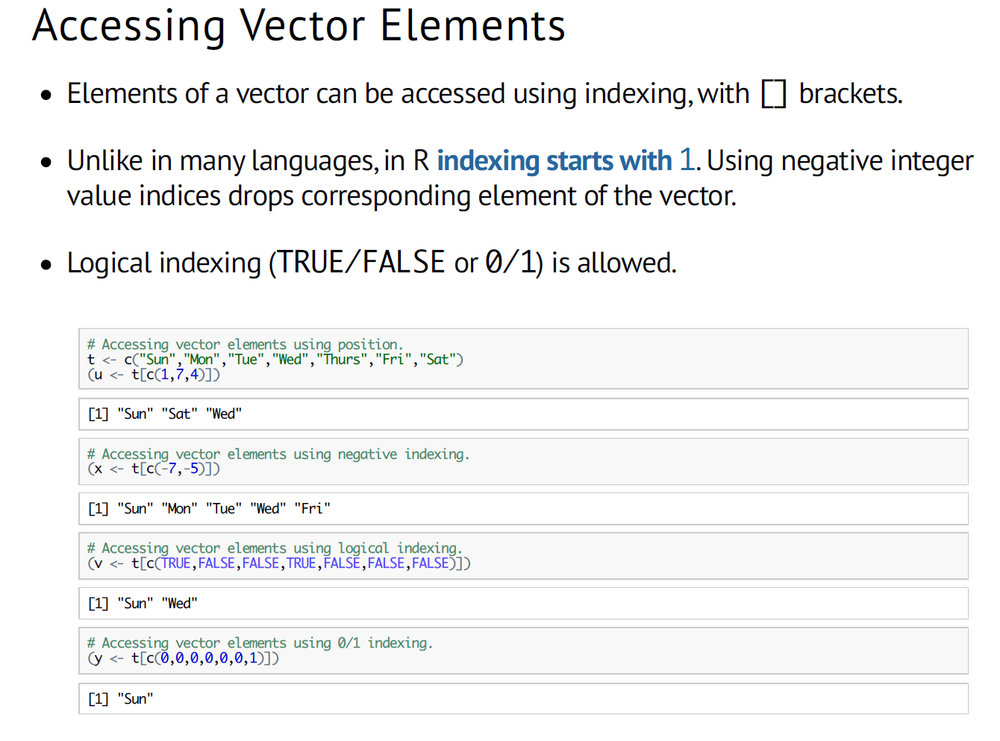 Accessing Vector Elements
• Elements of a vector can be accessed using indexing, with [] brackets.
• Unlike in many languages, in R indexing starts with 1. Using negative integer
value indices drops corresponding element of the vector.
• Logical indexing (TRUE/FALSE or 0/1) is allowed.
# Accessing vector elements using position.
t <- c("Sun","Mon","Tue","Wed","Thurs","Fri","Sat")
(u <- t[c(1,7,4)])
[1] "Sun" "Sat" "Wed"
# Accessing vector elements using negative indexing.
(x <- t[c(-7,-5)])
[1] "Sun" "Mon" "Tue" "Wed" "Fri"
# Accessing vector elements using logical indexing.
(v <- t[c(TRUE,FALSE,FALSE,TRUE,FALSE,FALSE,FALSE)])
[1] "Sun" "Wed"
# Accessing vector elements using 0/1 indexing.
(y <- t[c(0,0,0,0,0,0,1)])
[1] "Sun"